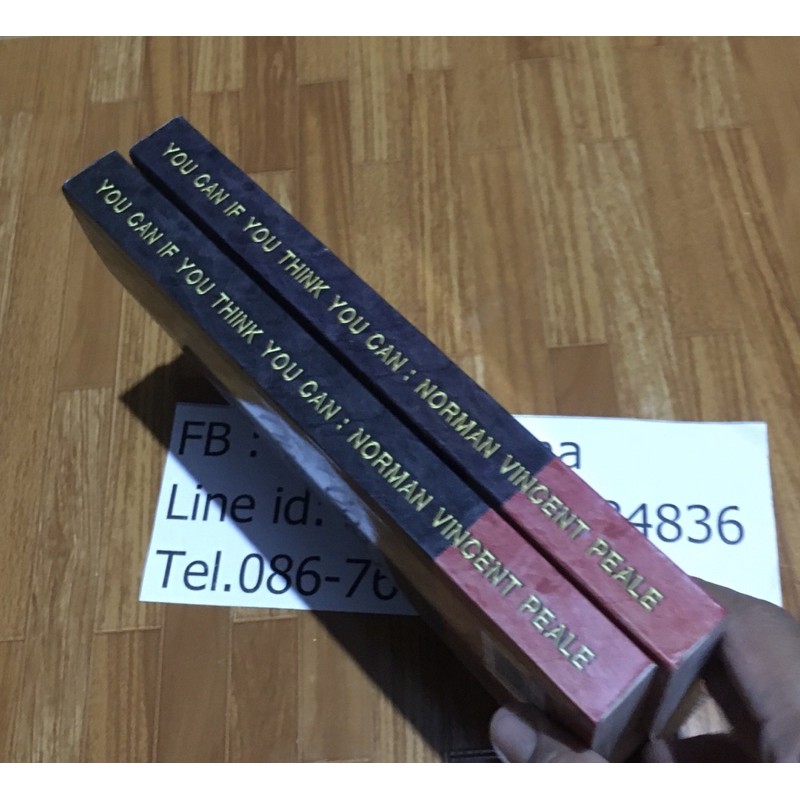 YOU CAN IF YOU THINK YOU CAN : NORMAN VINCENT PEALE
YOU CAN IF YOU THINK YOU CAN : NORMAN VINCENT PEALE
FB :
Line id:
Tel.086-76